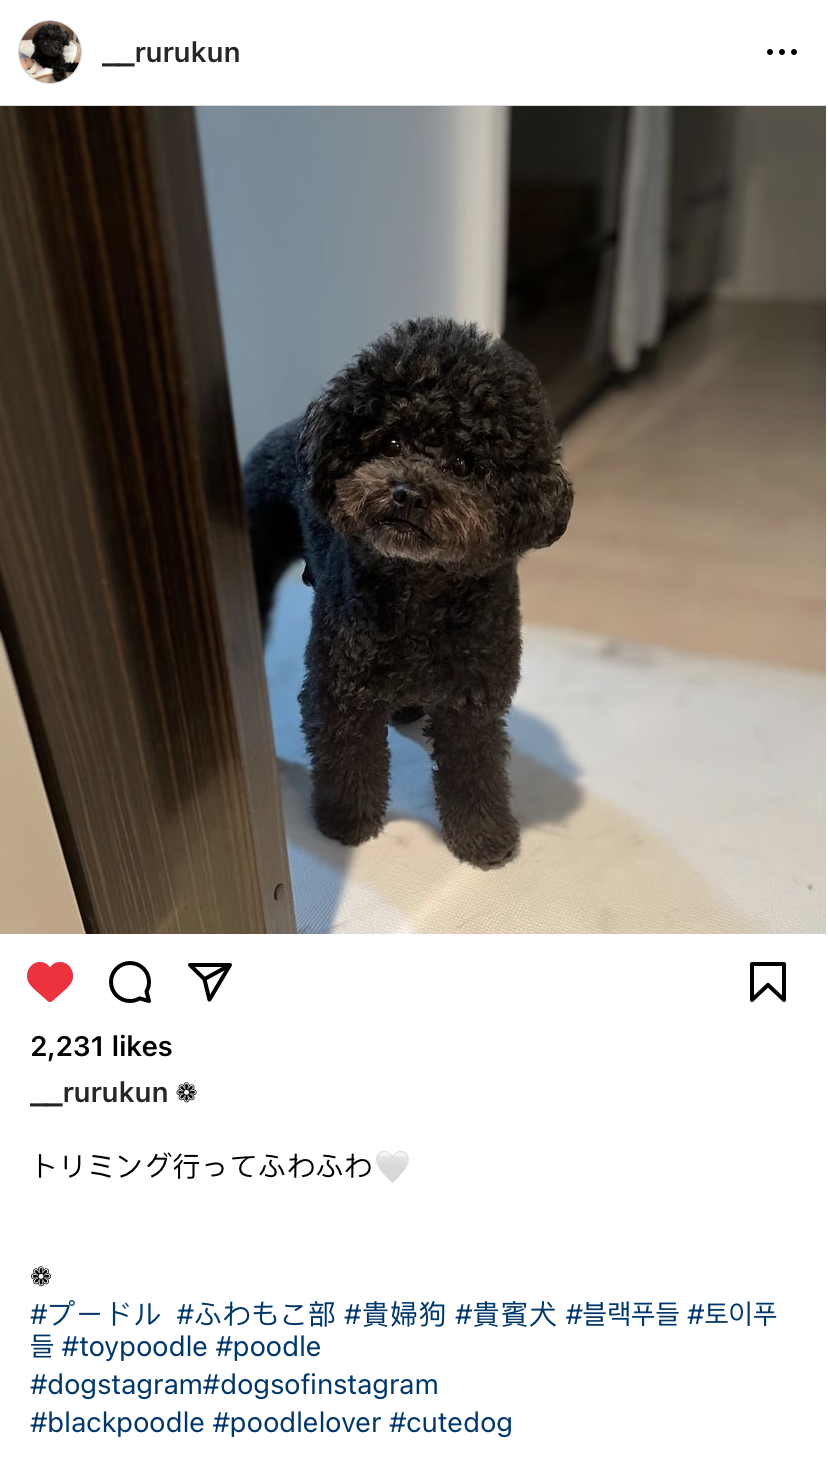 __rurukun
2,231 likes
__rurukun ❁
トリミング行ってふわふわ🤍
❁
#プードル #ふわもこ部 #貴婦狗 #貴賓犬 #블랙푸들 #토이푸
들 #toypoodle #poodle
#dogstagram#dogsofinstagram
#blackpoodle #poodlelover #cutedog